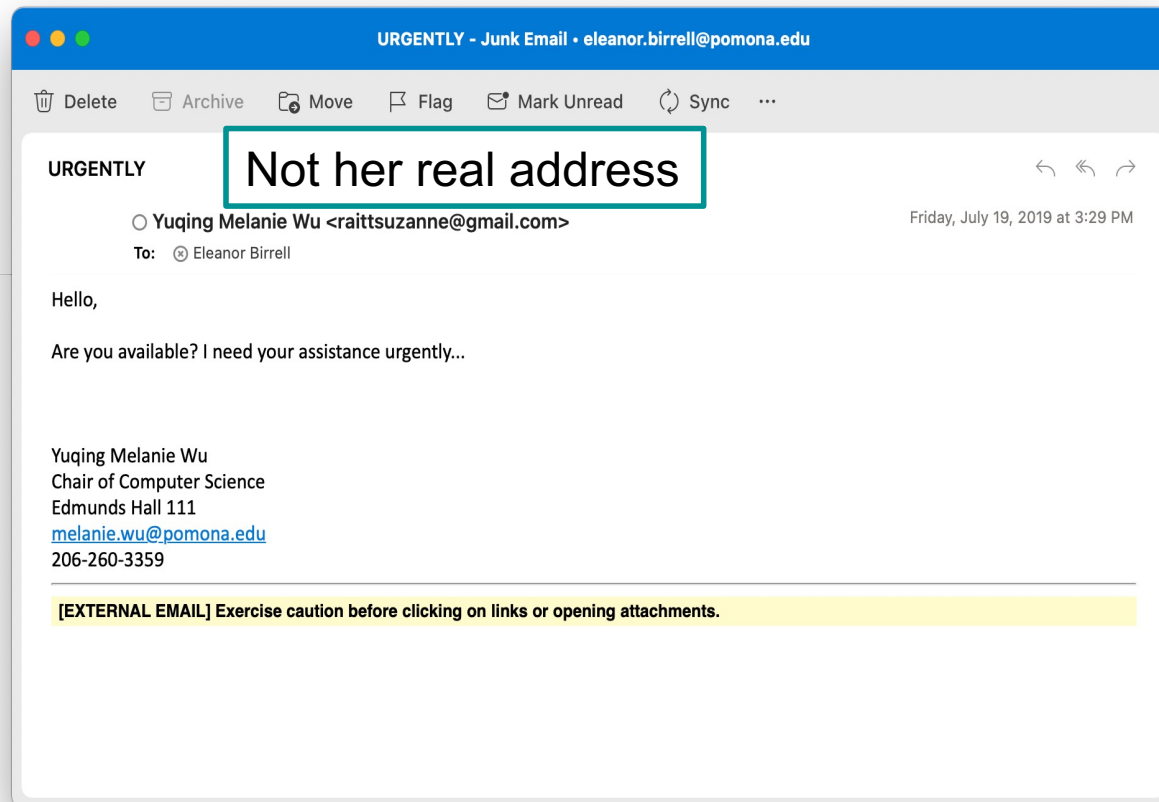 URGENTLY - Junk Email • eleanor.birrell@pomona.edu
Delete Archive Move Flag Mark Unread Sync ...
URGENTLY
Not her real address
Yuqing Melanie Wu <raittsuzanne@gmail.com>
Friday, July 19, 2019 at 3:29 PM
To: Eleanor Birrell
Hello,
Are you available? I need your assistance urgently...
Yuqing Melanie Wu
Chair of Computer Science
Edmunds Hall 111
melanie.wu@pomona.edu
206-260-3359
[EXTERNAL EMAIL] Exercise caution before clicking on links or opening attachments.